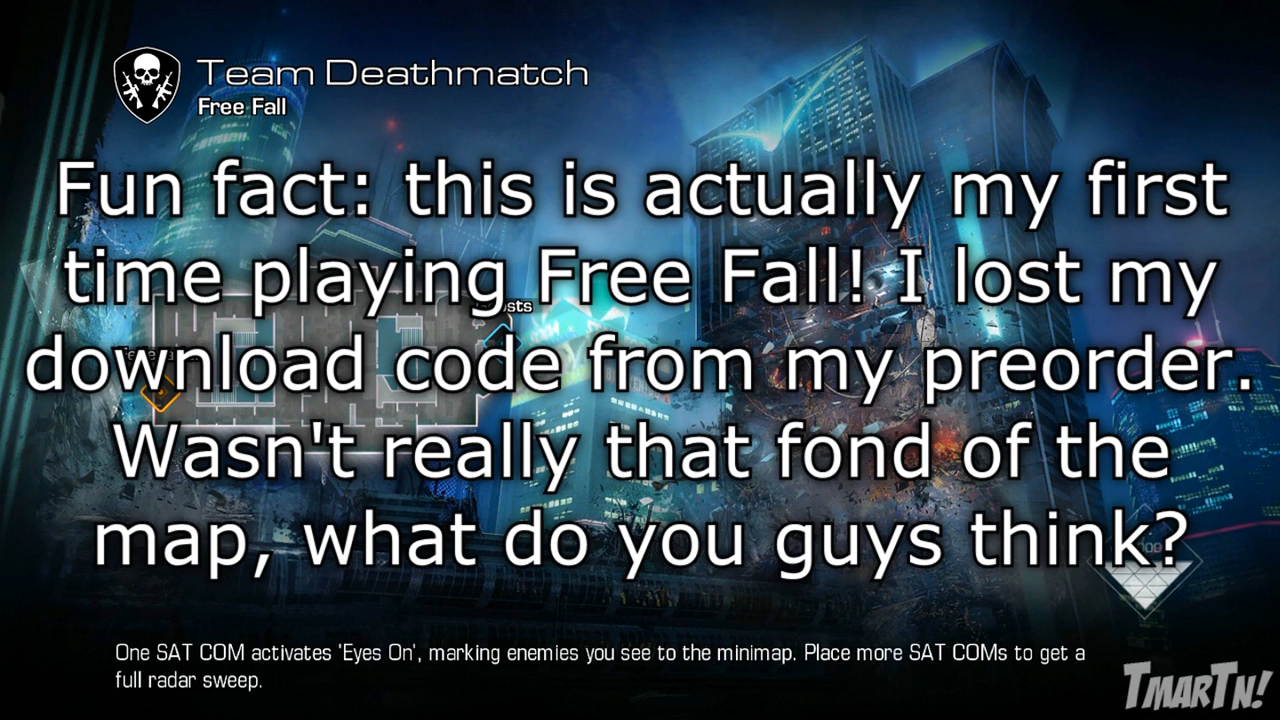 Team Deathmatch
Free Fall
Fun fact: this is actually my first
time playing Free Fall! I lost my
download code from my preorder.
Wasn't really that fond of the
map, what do you guys think?
One SAT COM activates 'Eyes On', marking enemies you see to the minimap. Place more SAT COMs to get a
full radar sweep.
TmarTn!